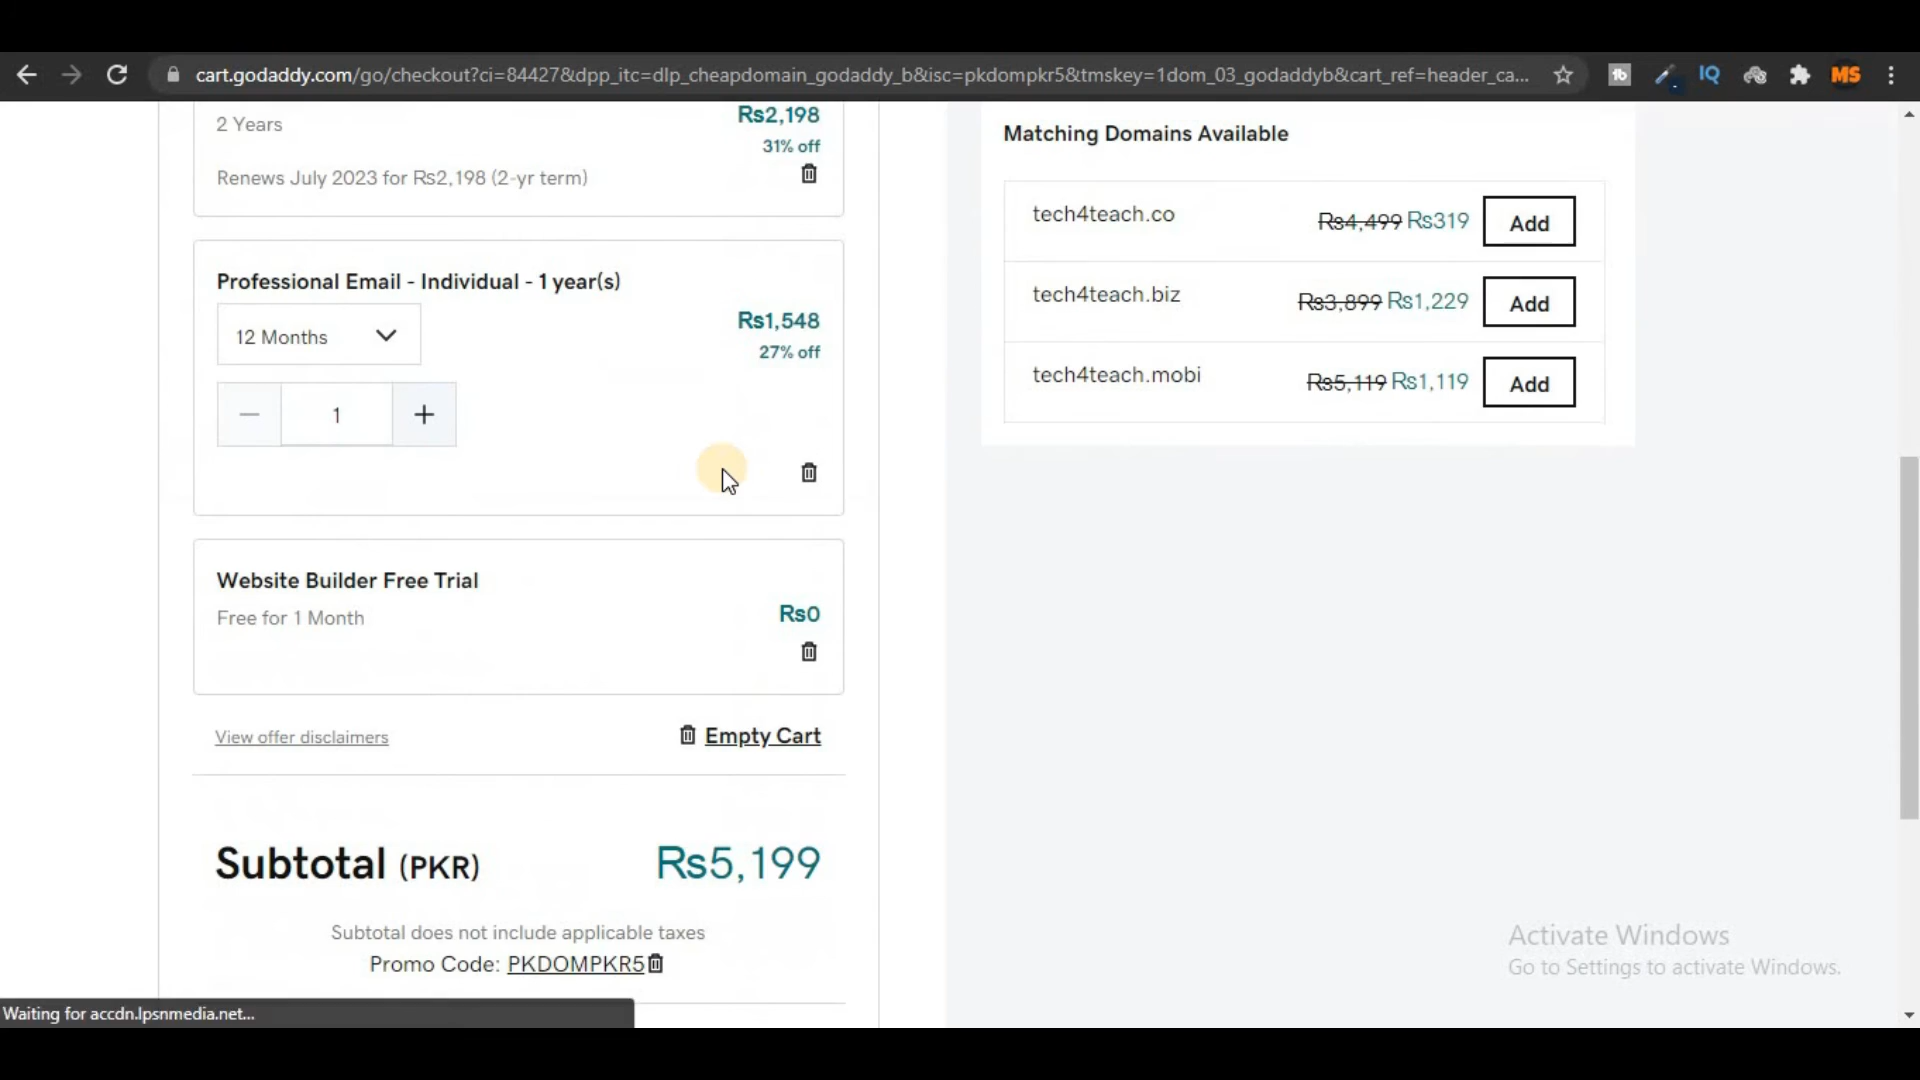 cart.godaddy.com/go/checkout?ci=84427&dpp_itc=dlp_cheapdomain_godaddy_b&isc=pkdompkr5&tmskey=1dom_03_godaddyb&cart_ref=header_ca...
IQ
MS
2 Years
Rs2,198
31% off
Renews July 2023 for Rs2,198 (2-yr term)
Professional Email - Individual - 1 year(s)
12 Months
Rs1,548
27% off
1
Website Builder Free Trial
Free for 1 Month
Rs0
View offer disclaimers
Empty Cart
Subtotal (PKR)
Rs5,199
Subtotal does not include applicable taxes
Promo Code: PKDOMPKR5
Matching Domains Available
tech4teach.co
Rs4,499 Rs319
Add
tech4teach.biz
Rs3,899 Rs1,229
Add
tech4teach.mobi
Rs5,119 Rs1,119
Add
Activate Windows
Go to Settings to activate Windows.
Waiting for accdn.lpsnmedia.net...